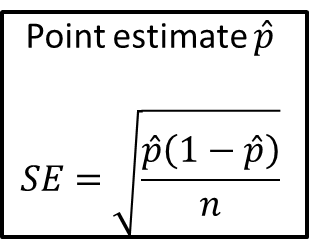 Point estimate p̂
SE = √(p̂(1 − p̂)/n)